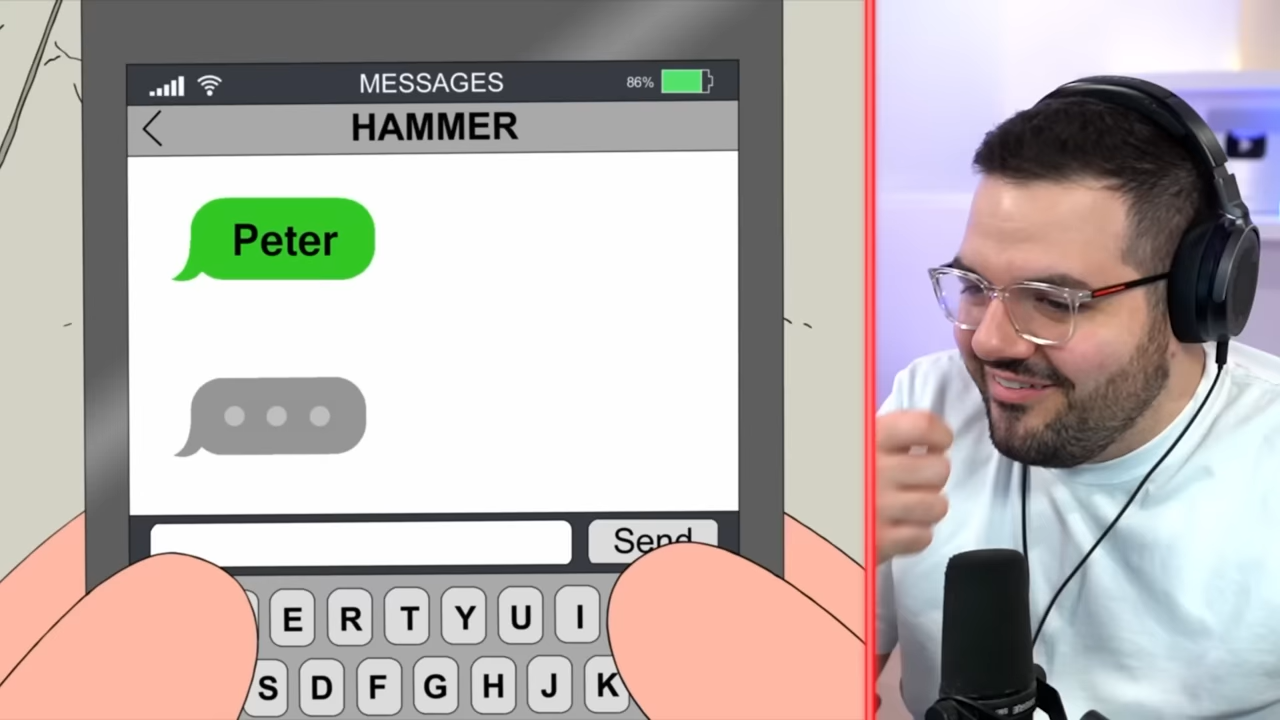 MESSAGES
86%
HAMMER
Peter
Send
E R T Y U I
S D F G H J K